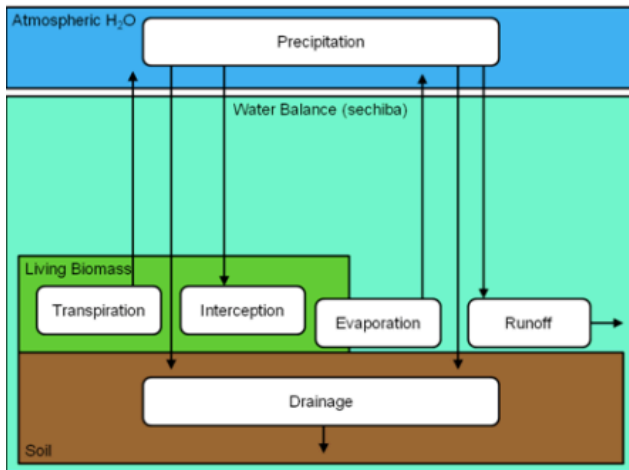 Atmospheric H₂O
Precipitation
Water Balance (sechiba)
Living Biomass
Transpiration
Interception
Evaporation
Runoff
Drainage
Soil